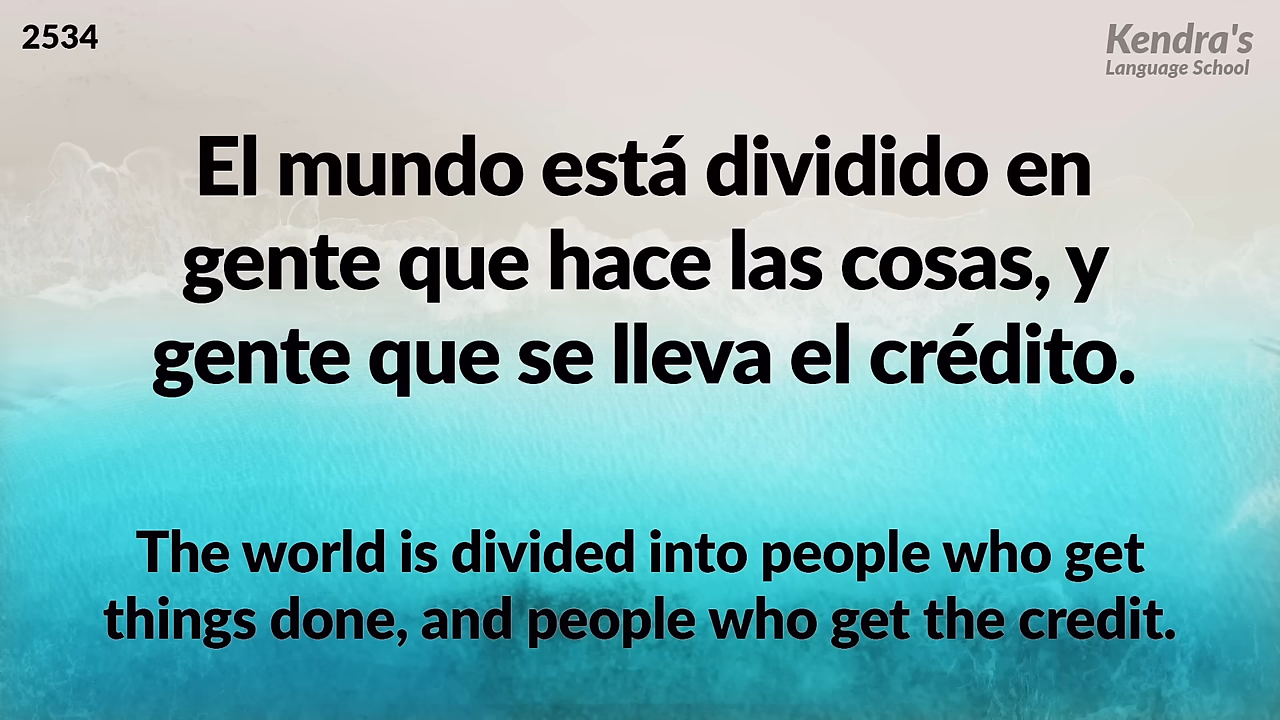 2534
Kendra's
Language School
El mundo está dividido en
gente que hace las cosas, y
gente que se lleva el crédito.
The world is divided into people who get
things done, and people who get the credit.